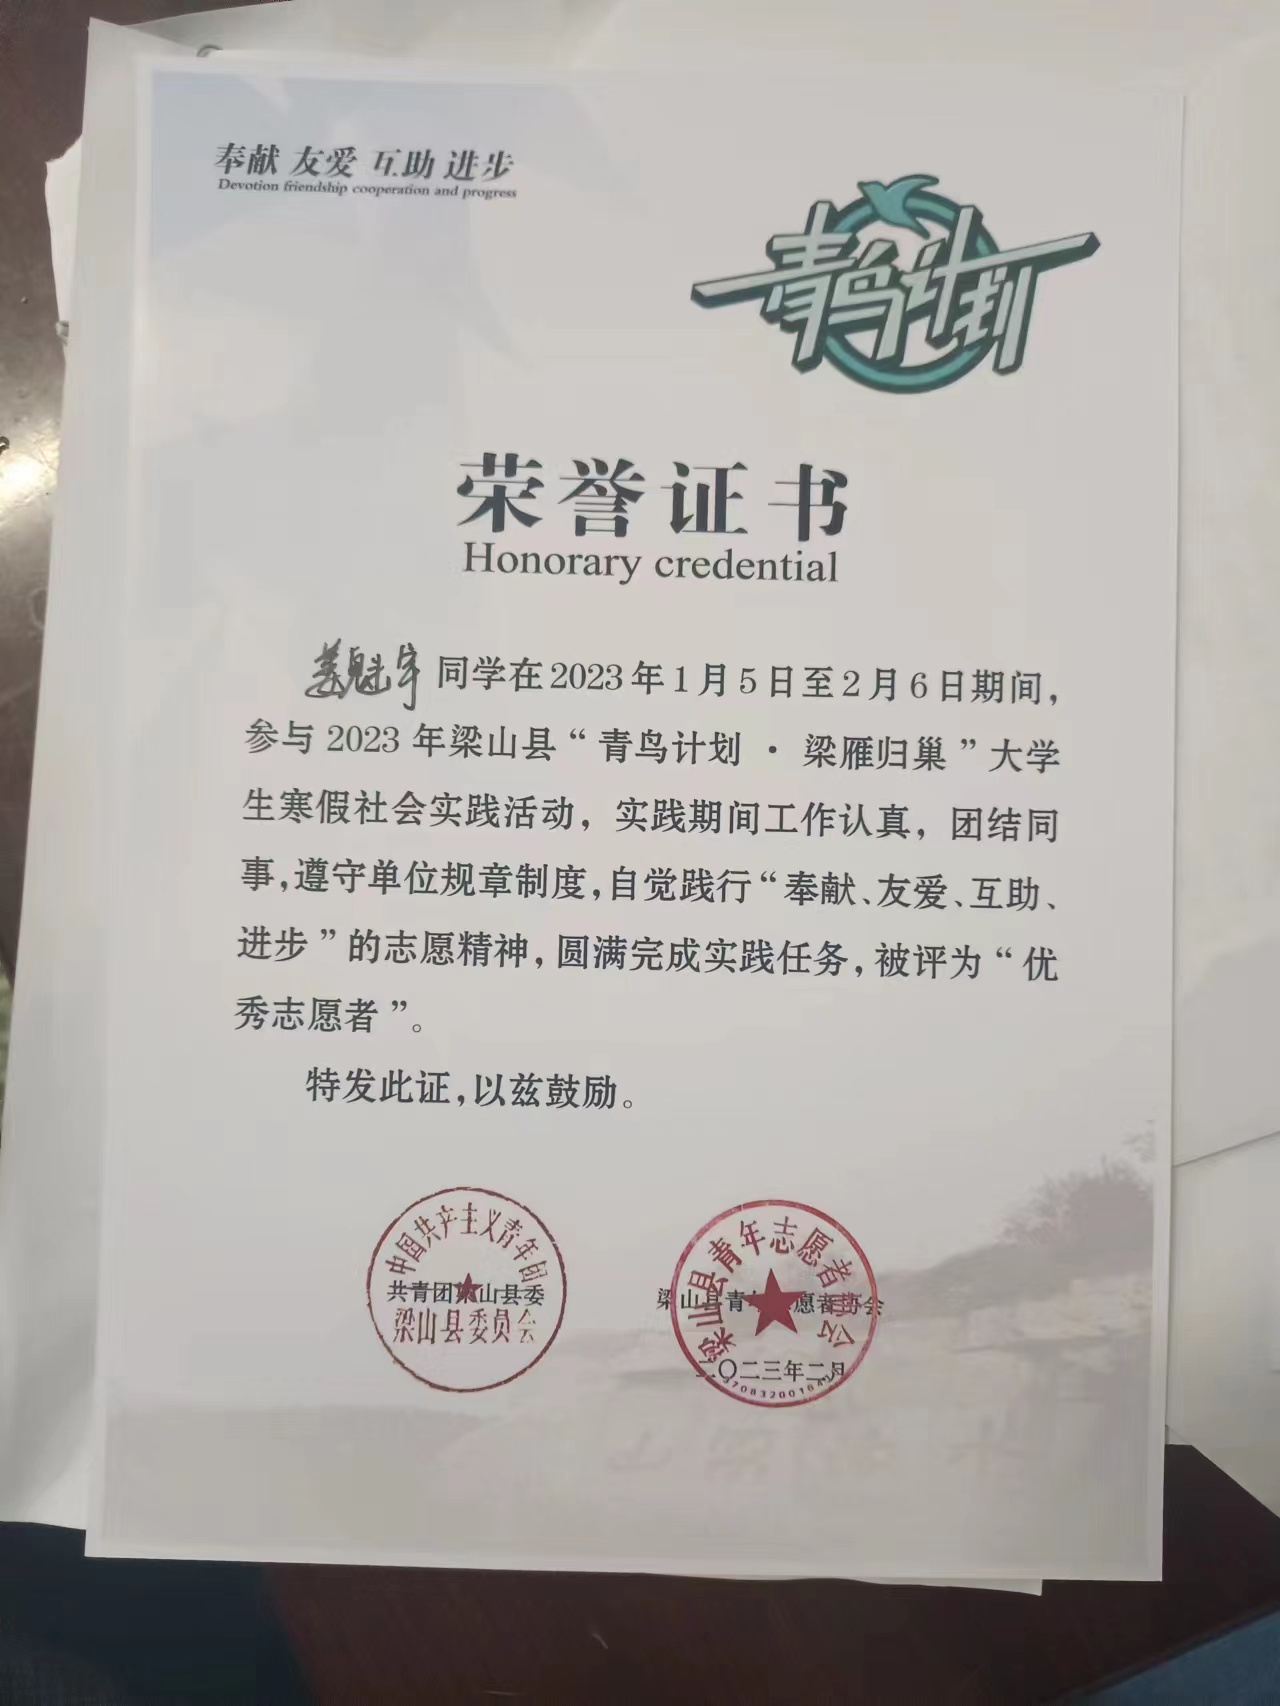 奉献 友爱 互助 进步
Devotion friendship cooperation and progress
青鸟计划
荣誉证书
Honorary credential
姜魁宇 同学在2023年1月5日至2月6日期间，
参与2023年梁山县“青鸟计划·梁雁归巢”大学
生寒假社会实践活动，实践期间工作认真，团结同
事，遵守单位规章制度，自觉践行“奉献、友爱、互助、
进步”的志愿精神，圆满完成实践任务，被评为“优
秀志愿者”。
特发此证，以兹鼓励。
中国共产主义青年团
共青团梁山县委
梁山县委员会
梁山县青年志愿者协会
梁山县青年志愿者协会
二〇二三年二月